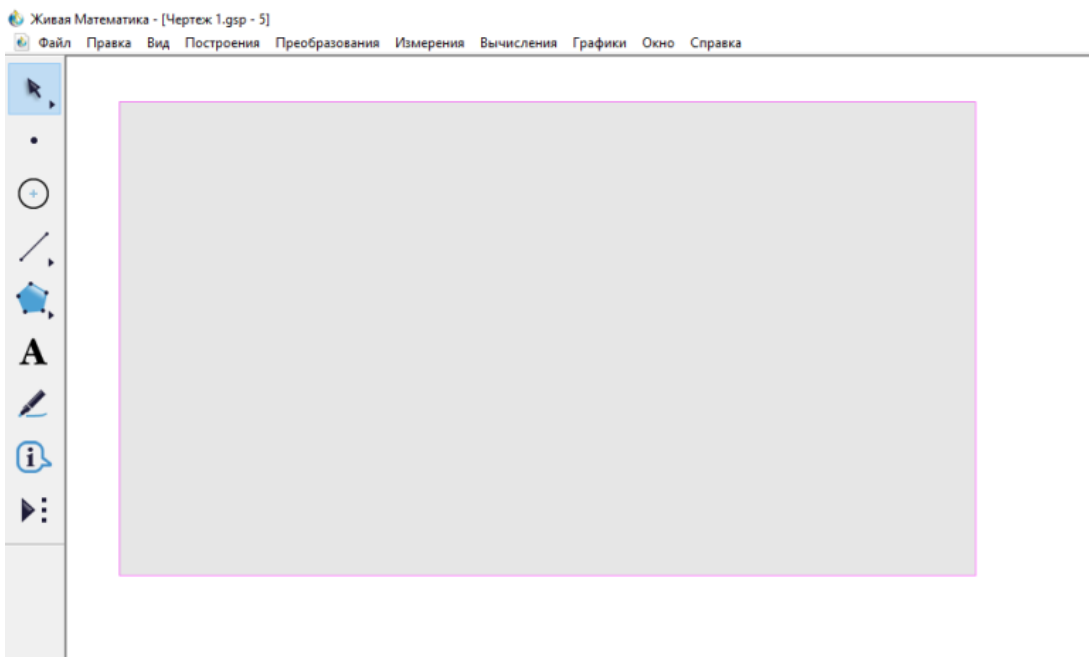 Живая Математика - [Чертеж 1.gsp - 5]
Файл Правка Вид Построения Преобразования Измерения Вычисления Графики Окно Справка
A
i